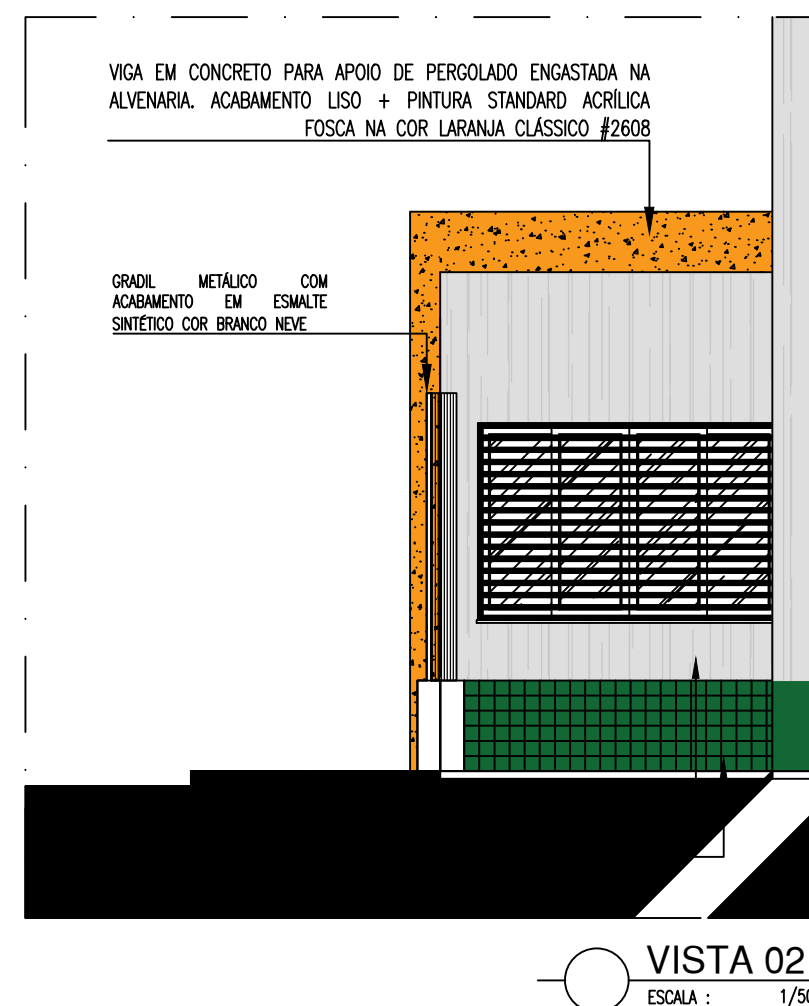 VIGA EM CONCRETO PARA APOIO DE PERGOLADO ENGASTADA NA
ALVENARIA. ACABAMENTO LISO + PINTURA STANDARD ACRÍLICA
FOSCA NA COR LARANJA CLÁSSICO #2608
GRADIL METÁLICO COM
ACABAMENTO EM ESMALTE
SINTÉTICO COR BRANCO NEVE
VISTA 02
ESCALA :